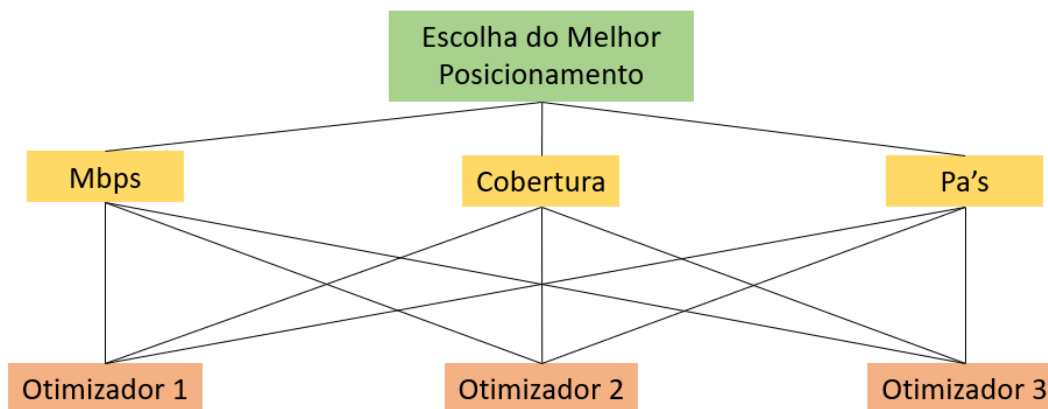 Escolha do Melhor
Posicionamento
Mbps
Cobertura
Pa's
Otimizador 1
Otimizador 2
Otimizador 3